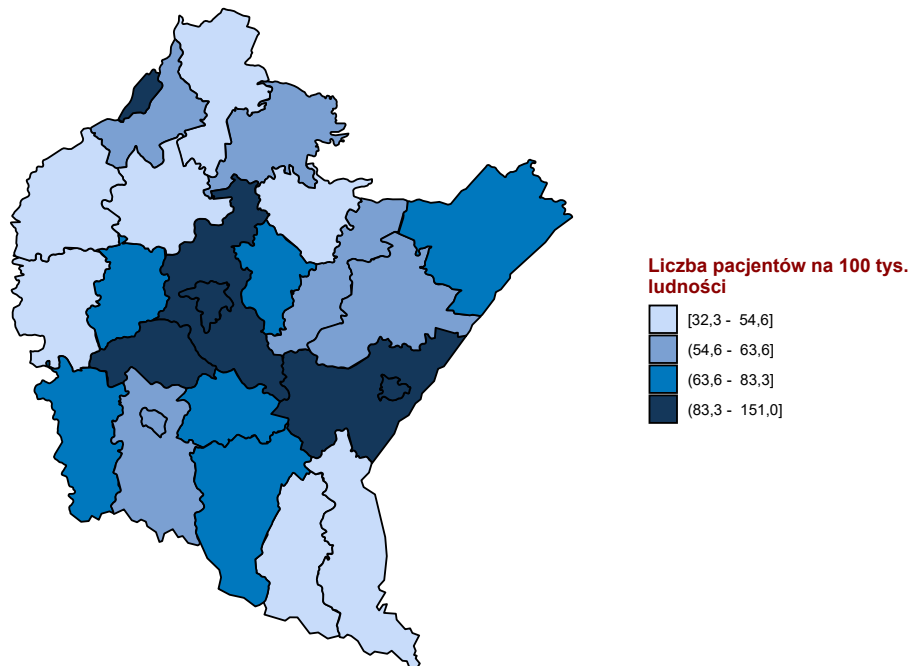 Liczba pacjentów na 100 tys.
ludności
[32,3 - 54,6]
(54,6 - 63,6]
(63,6 - 83,3]
(83,3 - 151,0]